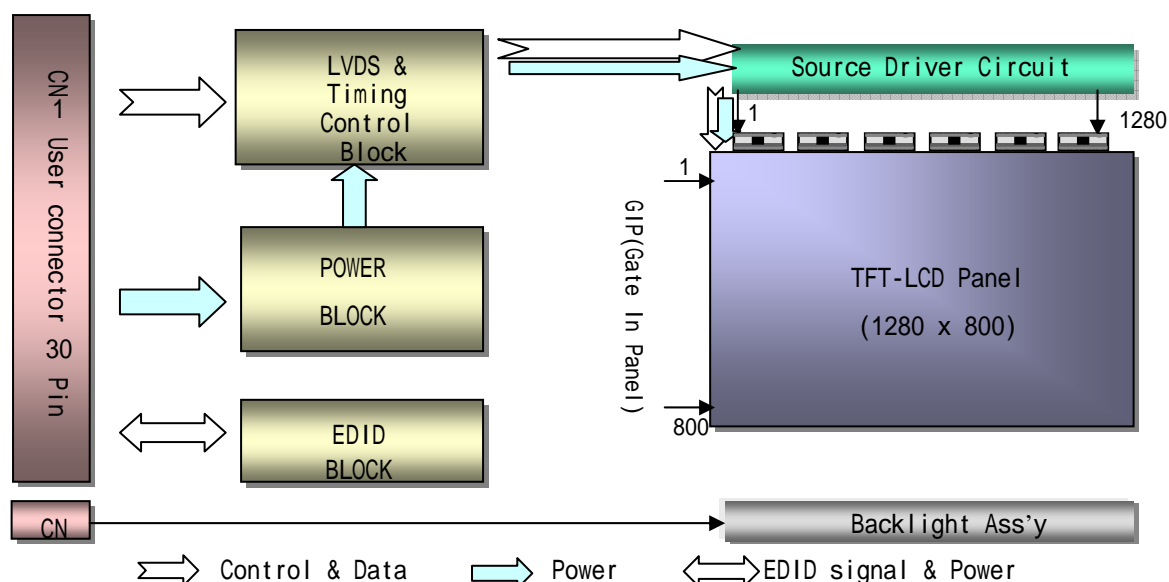 CN-1 User connector 30 Pin
LVDS &
Timing
Control
Block
POWER
BLOCK
EDID
BLOCK
Source Driver Circuit
1
1280
1
GIP(Gate In Panel)
800
TFT-LCD Panel
(1280 x 800)
CN
Backlight Ass'y
Control & Data
Power
EDID signal & Power